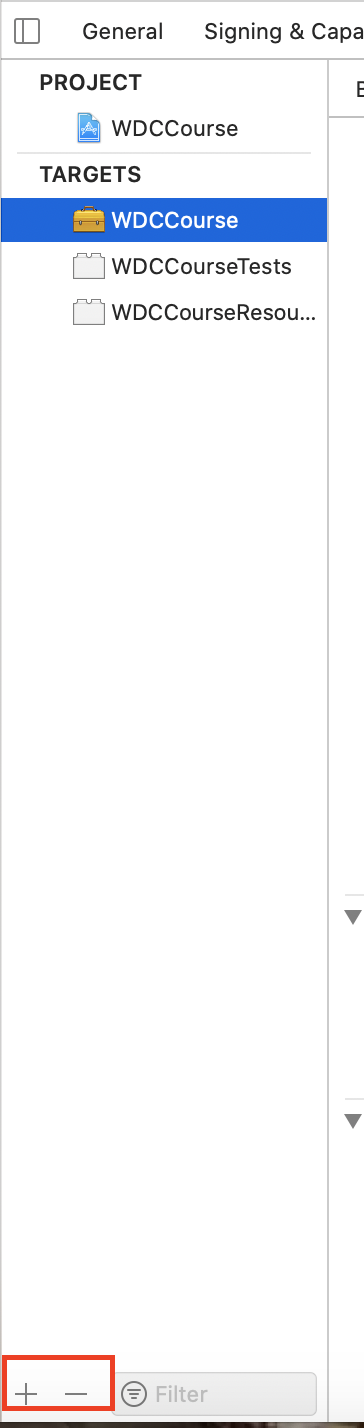 General Signing & Capa
PROJECT
WDCCourse
TARGETS
WDCCourse
WDCCourseTests
WDCCourseResou...
Filter